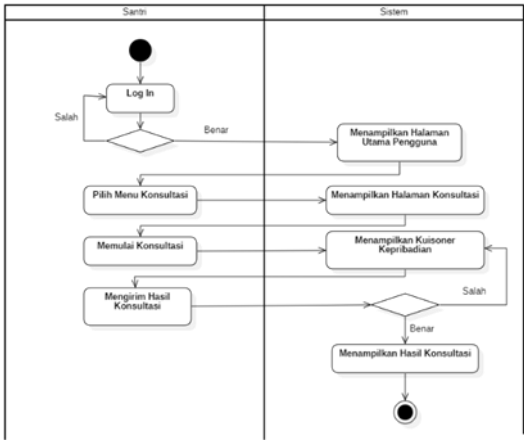 Santri
Sistem
Log In
Salah
Benar
Menampilkan Halaman
Utama Pengguna
Pilih Menu Konsultasi
Menampilkan Halaman Konsultasi
Memulai Konsultasi
Menampilkan Kuisoner
Kepribadian
Mengirim Hasil
Konsultasi
Salah
Benar
Menampilkan Hasil Konsultasi